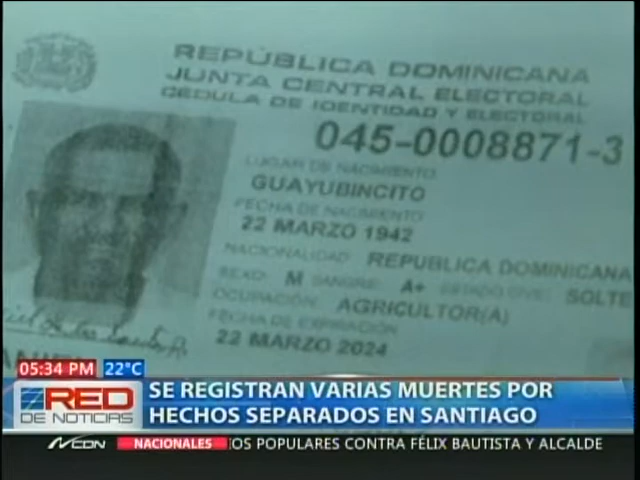 REPÚBLICA DOMINICANA
JUNTA CENTRAL ELECTORAL
CÉDULA DE IDENTIDAD Y ELECTORAL
045-0008871-3
LUGAR DE NACIMIENTO
GUAYUBINCITO
FECHA DE NACIMIENTO
22 MARZO 1942
NACIONALIDAD REPUBLICA DOMINICANA
SEXO M SANGRE A+ ESTADO CIVIL SOLTE
OCUPACIÓN AGRICULTOR(A)
FECHA DE EXPIRACIÓN
22 MARZO 2024
05:34 PM 22°C
RED
DE NOTICIAS
SE REGISTRAN VARIAS MUERTES POR
HECHOS SEPARADOS EN SANTIAGO
NCDN NACIONALES IOS POPULARES CONTRA FÉLIX BAUTISTA Y ALCALDE